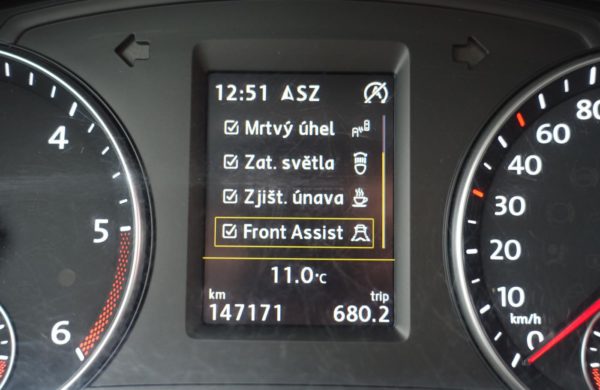 12:51 ASZ
Mrtvý úhel
Zat. světla
Zjišt. únava
Front Assist
11.0°C
km trip
147171 680.2
4
5
6
80
60
40
30
20
10
km/h
0